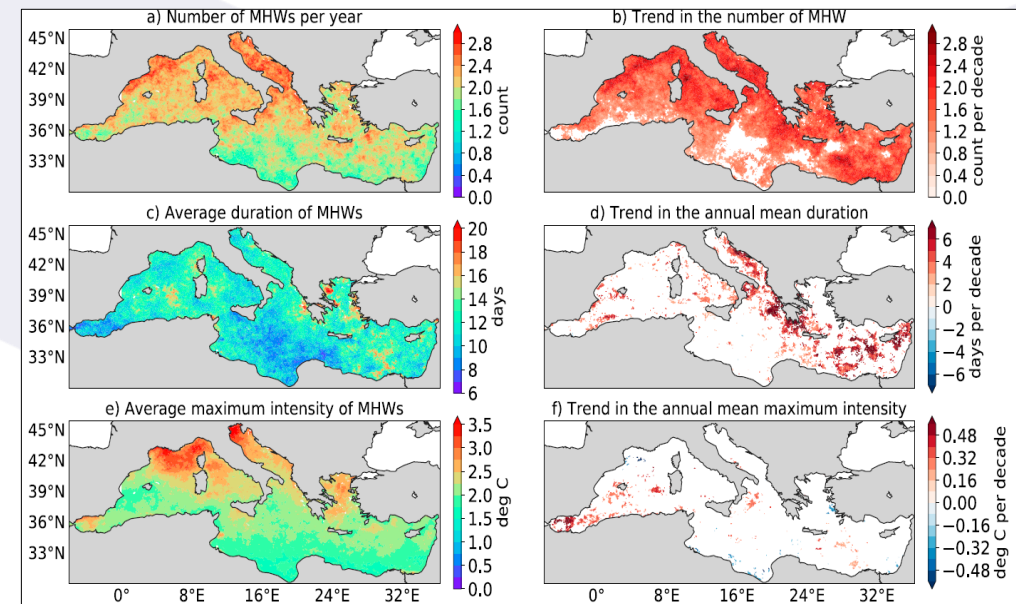 a) Number of MHWs per year
45°N
42°N
39°N
36°N
33°N
2.8
2.4
2.0
1.6
1.2
0.8
0.4
0.0
count
b) Trend in the number of MHW
2.8
2.4
2.0
1.6
1.2
0.8
0.4
0.0
count per decade
c) Average duration of MHWs
45°N
42°N
39°N
36°N
33°N
20
18
16
14
12
10
8
6
days
d) Trend in the annual mean duration
6
4
2
0
−2
−4
−6
days per decade
e) Average maximum intensity of MHWs
45°N
42°N
39°N
36°N
33°N
0°
8°E
16°E
24°E
32°E
3.5
3.0
2.5
2.0
1.5
1.0
0.5
0.0
deg C
f) Trend in the annual mean maximum intensity
0°
8°E
16°E
24°E
32°E
0.48
0.32
0.16
0.00
−0.16
−0.32
−0.48
deg C per decade